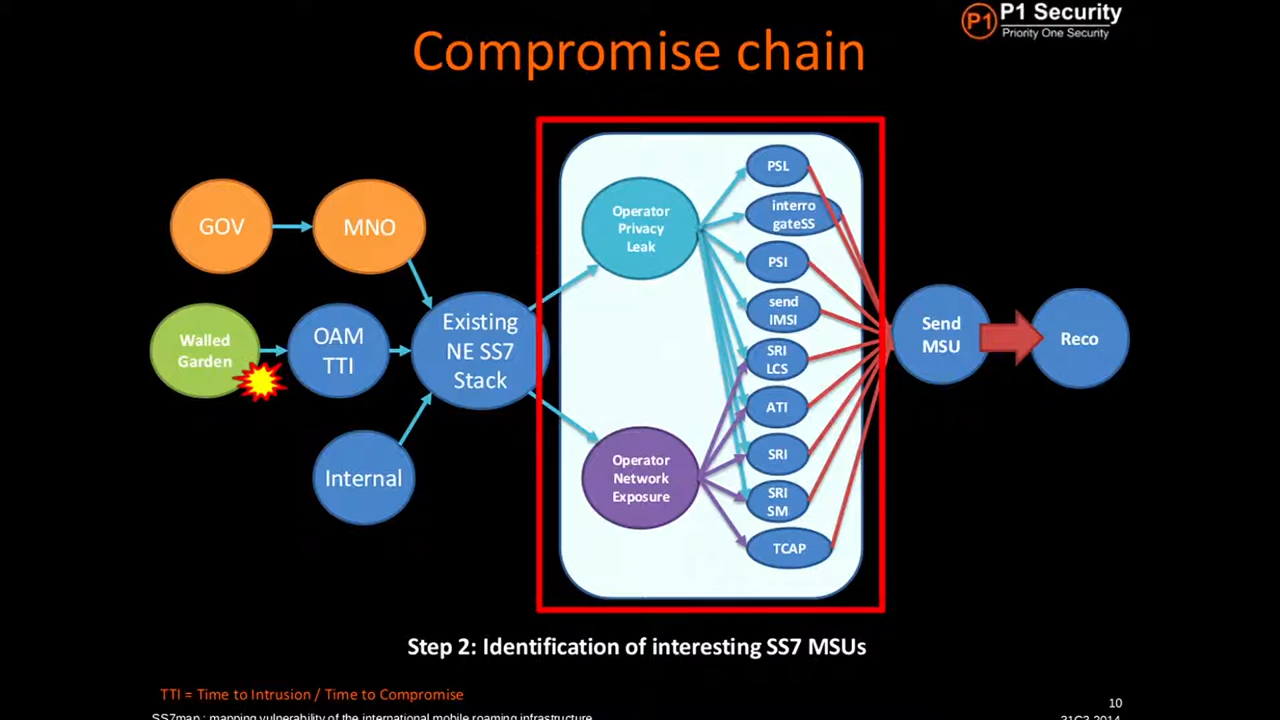 P1 P1 Security
Priority One Security
Compromise chain
GOV
MNO
Walled
Garden
OAM
TTI
Internal
Existing
NE SS7
Stack
Operator
Privacy
Leak
Operator
Network
Exposure
PSL
interro
gateSS
PSI
send
IMSI
SRI
LCS
ATI
SRI
SRI
SM
TCAP
Send
MSU
Reco
Step 2: Identification of interesting SS7 MSUs
TTI = Time to Intrusion / Time to Compromise
10
SS7map : mapping vulnerability of the international mobile roaming infrastructure
31C3 2014